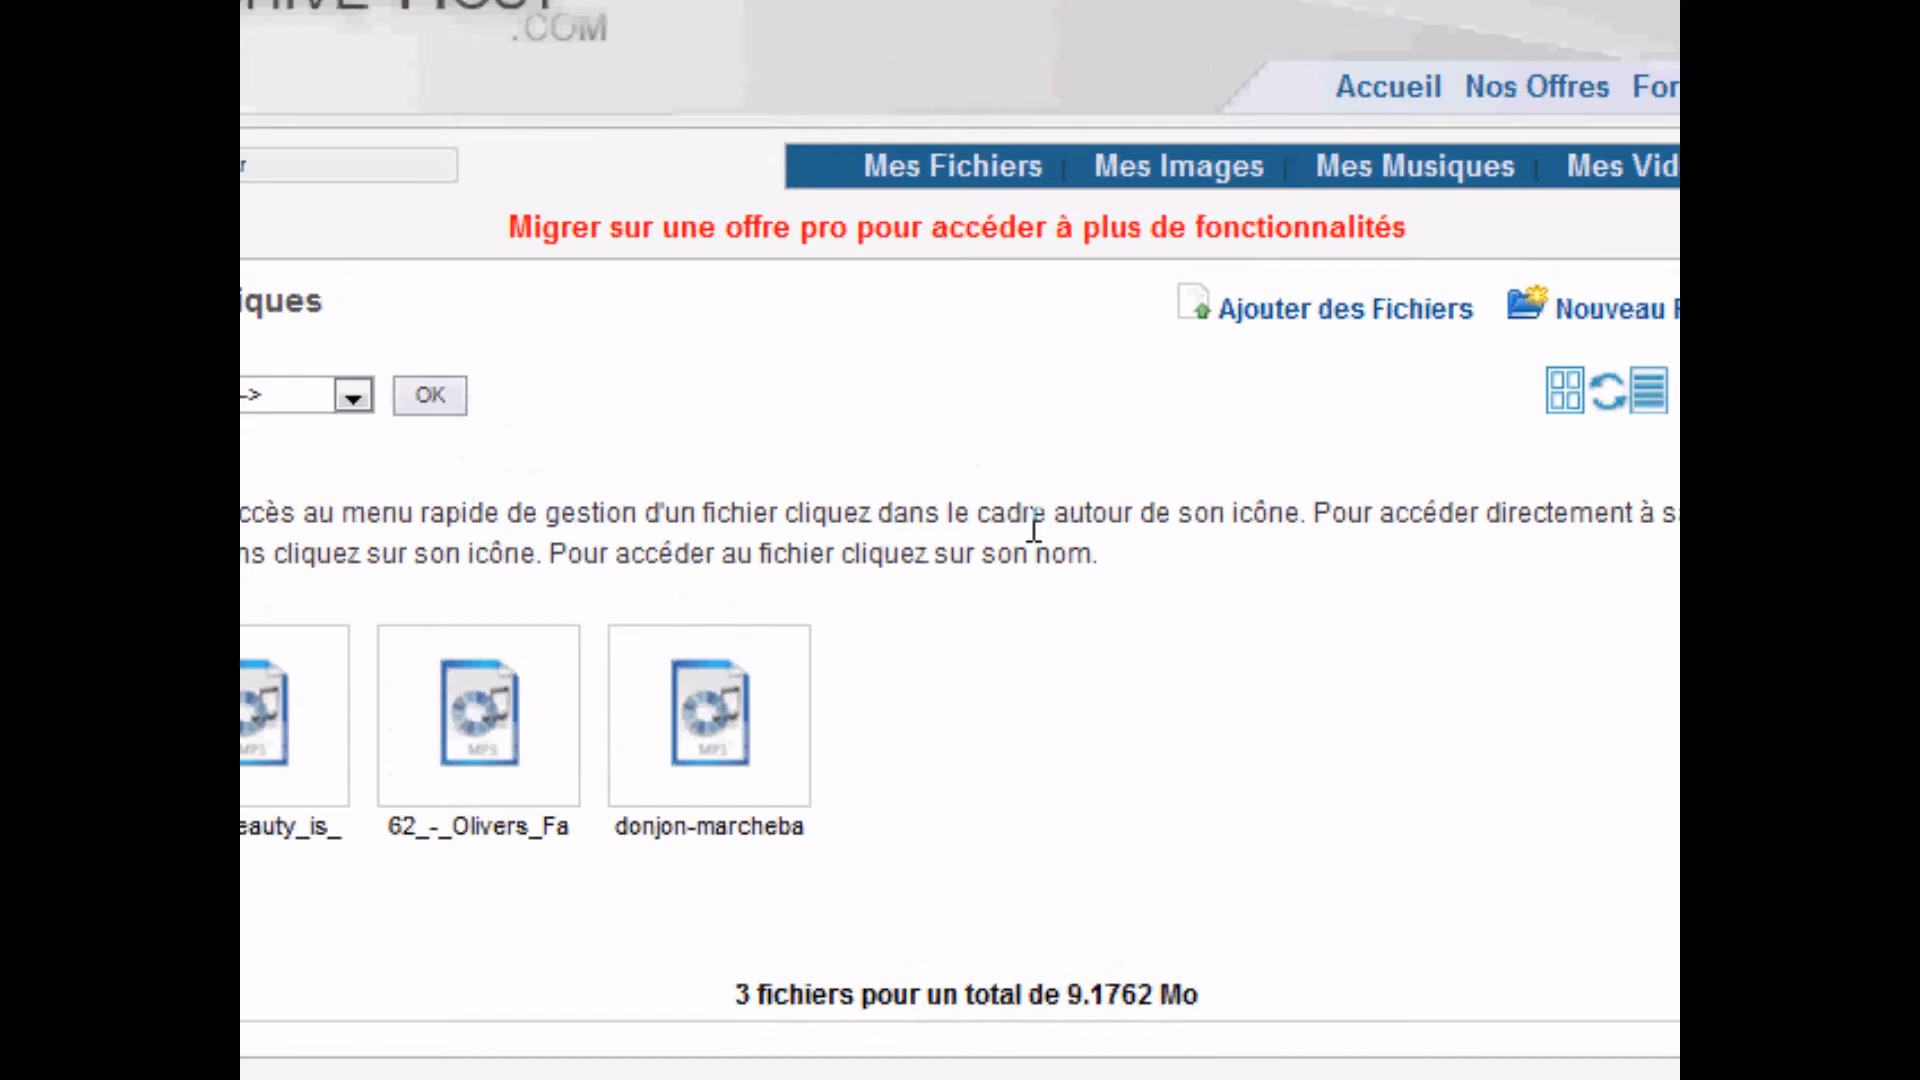 .COM
Accueil Nos Offres For
r
Mes Fichiers | Mes Images | Mes Musiques | Mes Vid
Migrer sur une offre pro pour accéder à plus de fonctionnalités
iques
Ajouter des Fichiers Nouveau
-> OK
ccès au menu rapide de gestion d'un fichier cliquez dans le cadre autour de son icône. Pour accéder directement à s
ns cliquez sur son icône. Pour accéder au fichier cliquez sur son nom.
MP3 MP3 MP3
eauty_is_ 62_-_Olivers_Fa donjon-marcheba
3 fichiers pour un total de 9.1762 Mo